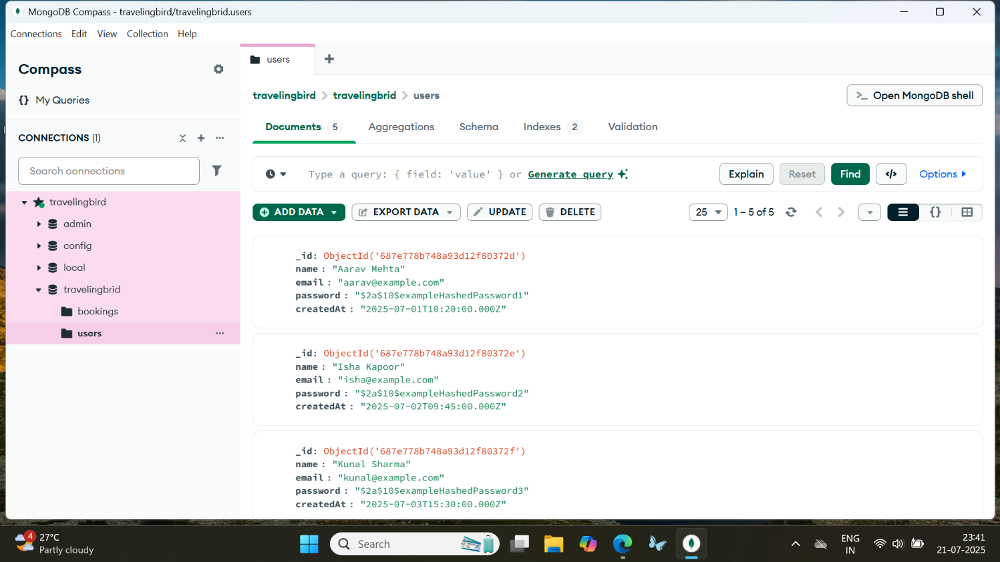 MongoDB Compass - travelingbird/travelingbrid.users
Connections Edit View Collection Help
Compass
{} My Queries
CONNECTIONS (1)
Search connections
travelingbird
admin
config
local
travelingbrid
bookings
users
users
travelingbird > travelingbrid > users
>_ Open MongoDB shell
Documents 5 Aggregations Schema Indexes 2 Validation
Type a query: { field: 'value' } or Generate query
Explain Reset Find </> Options
ADD DATA EXPORT DATA UPDATE DELETE
25 1 – 5 of 5 {}
_id: ObjectId('687e778b748a93d12f80372d')
name : "Aarav Mehta"
email : "aarav@example.com"
password : "$2a$10$exampleHashedPassword1"
createdAt : "2025-07-01T10:20:00.000Z"
_id: ObjectId('687e778b748a93d12f80372e')
name : "Isha Kapoor"
email : "isha@example.com"
password : "$2a$10$exampleHashedPassword2"
createdAt : "2025-07-02T09:45:00.000Z"
_id: ObjectId('687e778b748a93d12f80372f')
name : "Kunal Sharma"
email : "kunal@example.com"
password : "$2a$10$exampleHashedPassword3"
createdAt : "2025-07-03T15:30:00.000Z"
4
27°C
Partly cloudy
Search
ENG
IN
23:41
21-07-2025